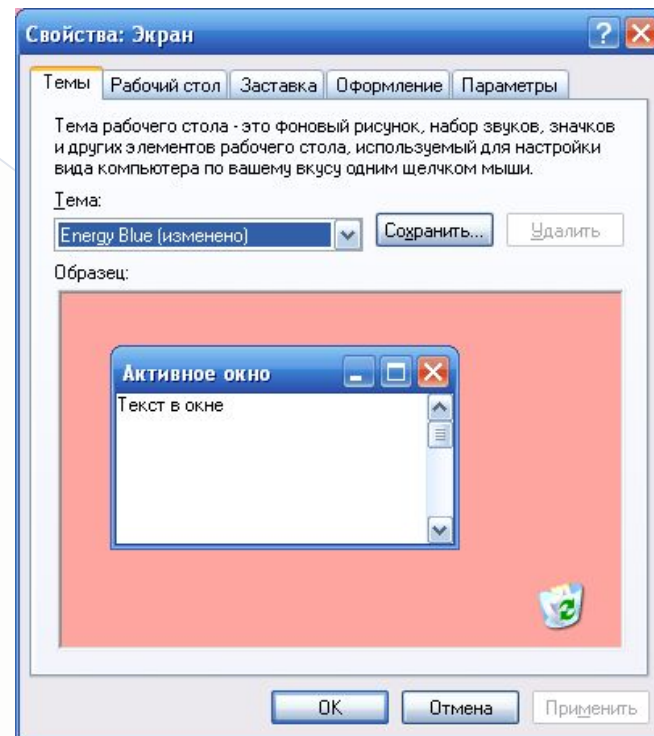 Свойства: Экран
Темы Рабочий стол Заставка Оформление Параметры
Тема рабочего стола - это фоновый рисунок, набор звуков, значков
и других элементов рабочего стола, используемый для настройки
вида компьютера по вашему вкусу одним щелчком мыши.
Тема:
Energy Blue (изменено) Сохранить... Удалить
Образец:
Активное окно
Текст в окне
ОК Отмена Применить